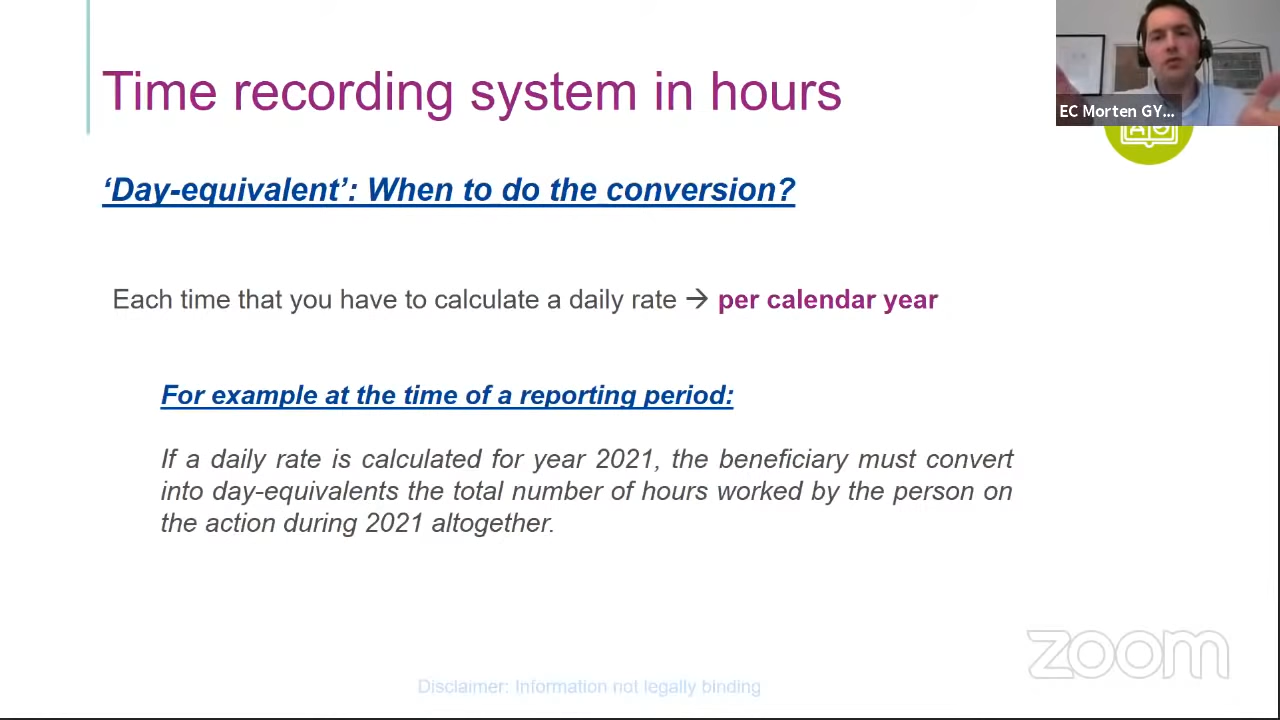 Time recording system in hours
EC Morten GY...
‘Day-equivalent’: When to do the conversion?
Each time that you have to calculate a daily rate → per calendar year
For example at the time of a reporting period:
If a daily rate is calculated for year 2021, the beneficiary must convert
into day-equivalents the total number of hours worked by the person on
the action during 2021 altogether.
zoom
Disclaimer: Information not legally binding